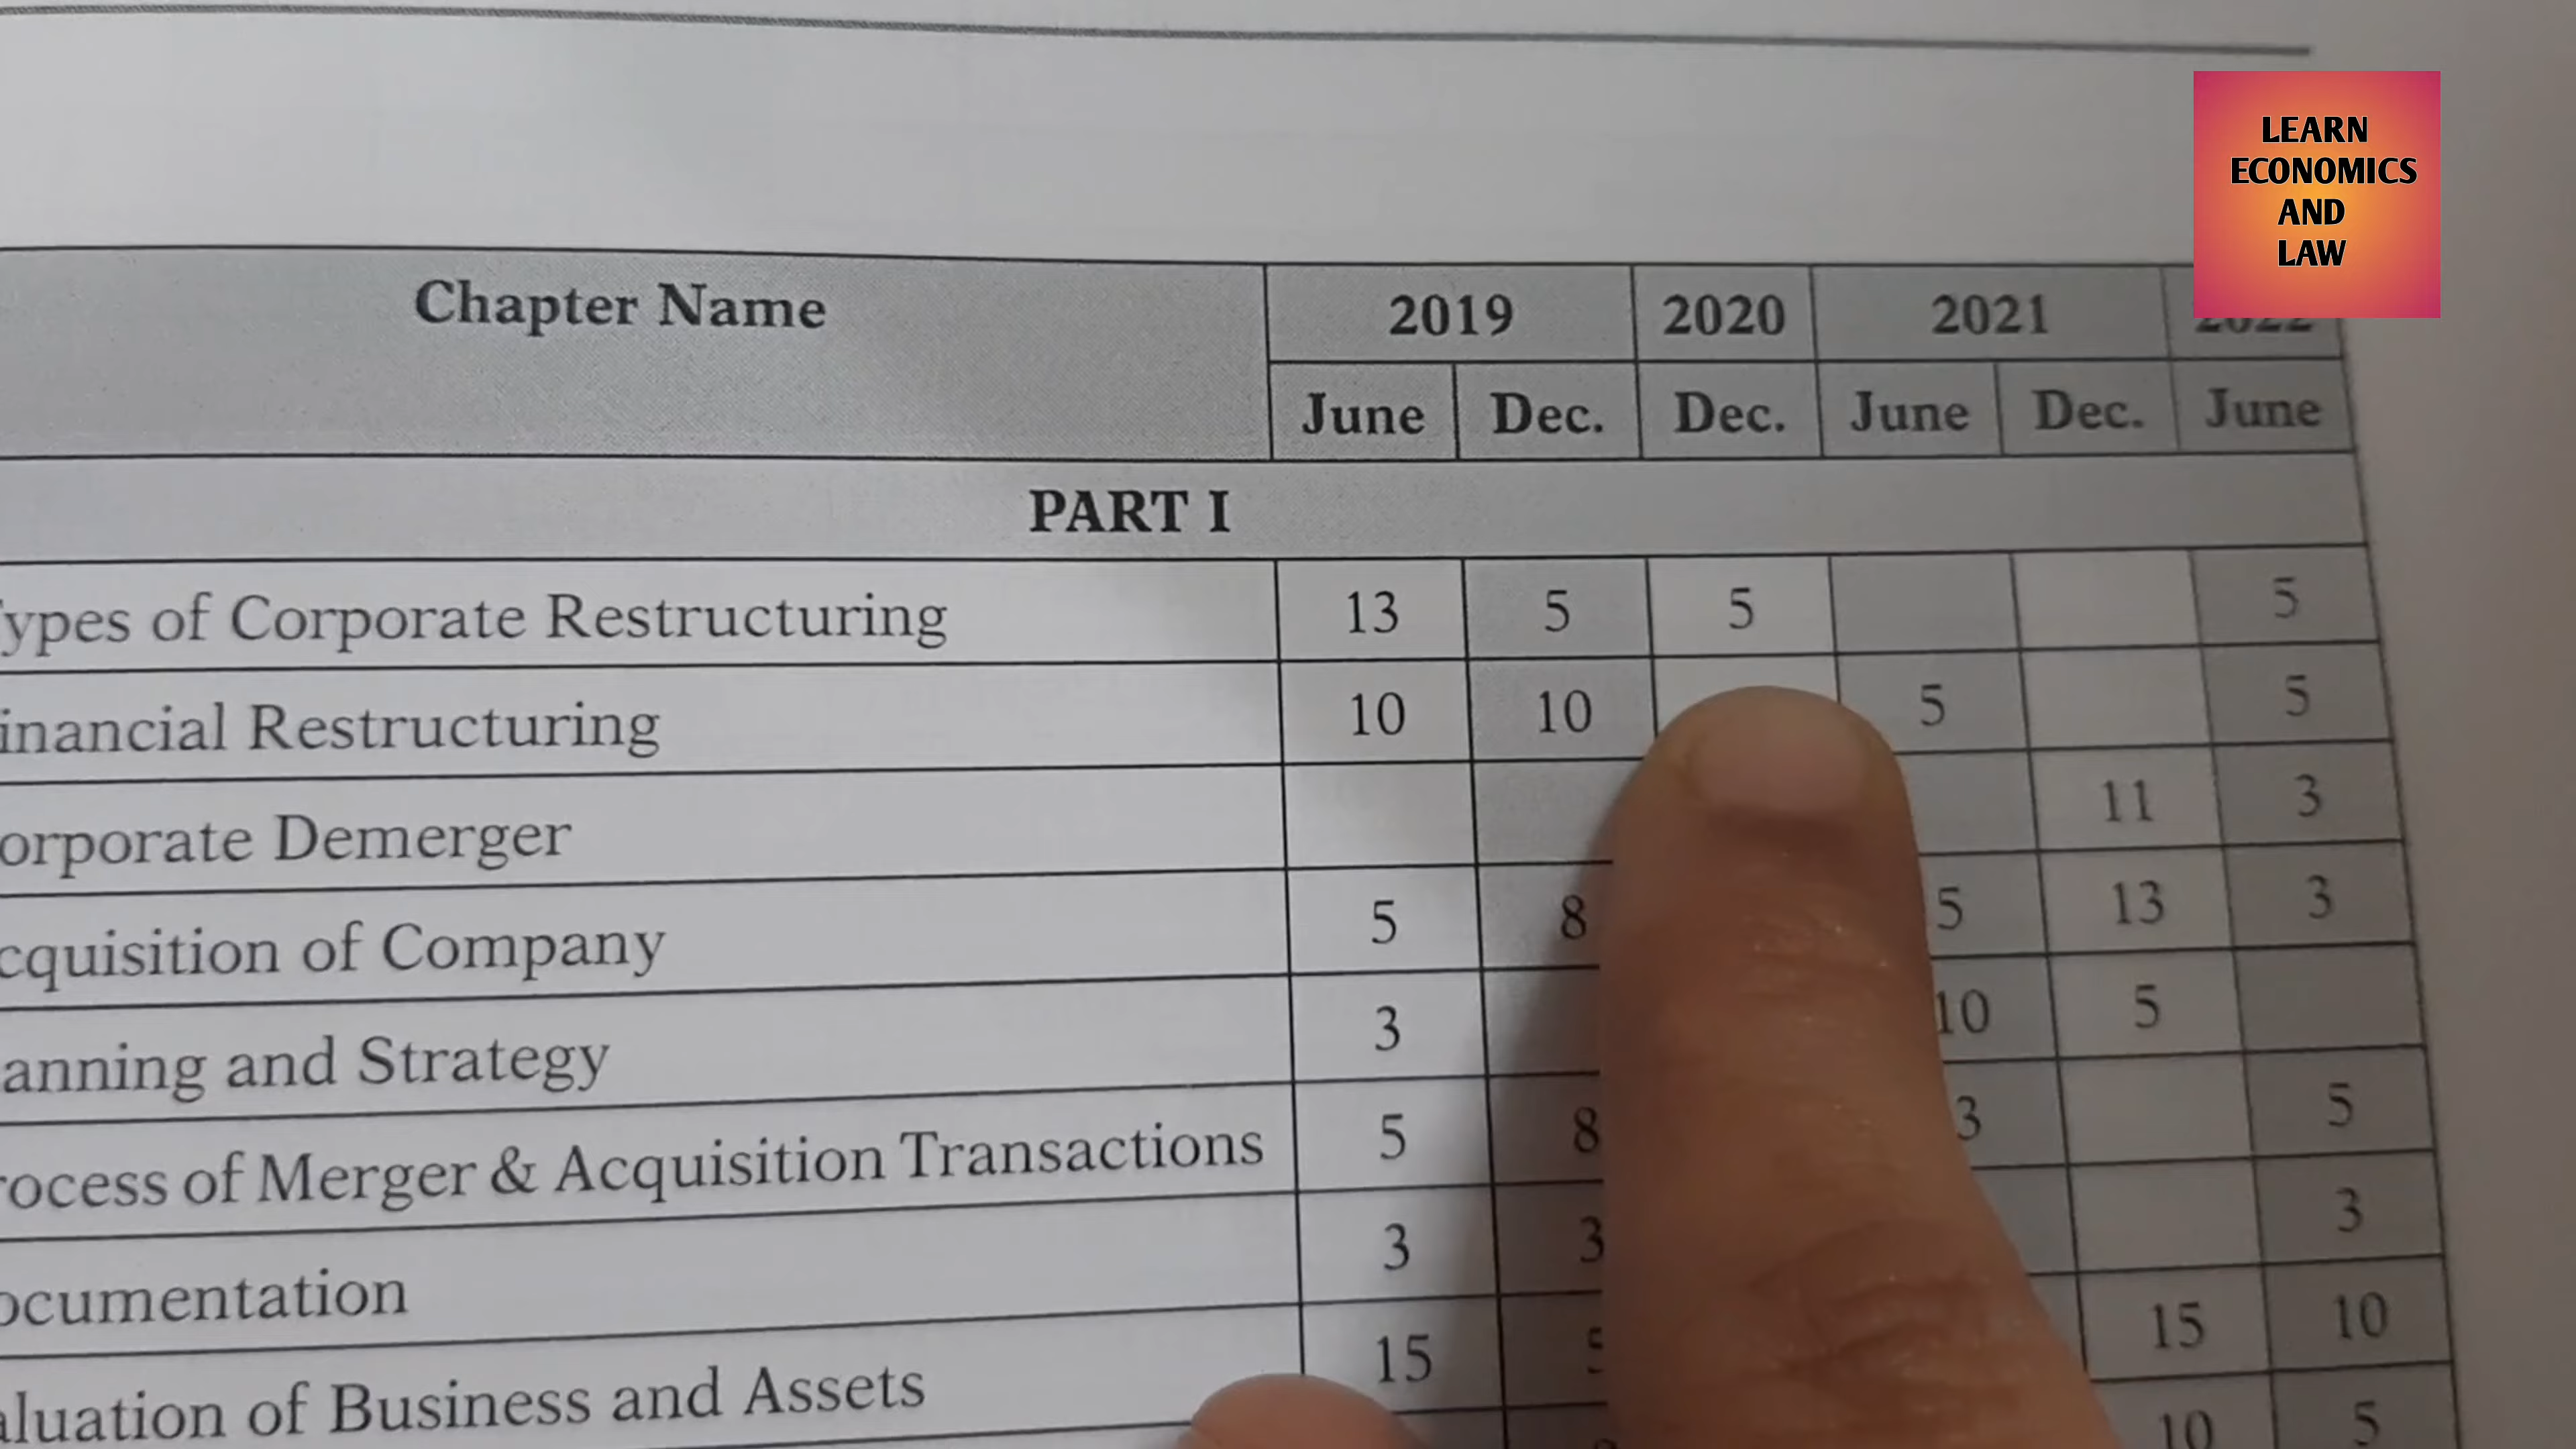 LEARN
ECONOMICS
AND
LAW
Chapter Name 2019 2020 2021
June Dec. Dec. June Dec. June
PART I
ypes of Corporate Restructuring 13 5 5 5
inancial Restructuring 10 10 5 5
orporate Demerger 11 3
cquisition of Company 5 8 5 13 3
anning and Strategy 3 10 5
rocess of Merger & Acquisition Transactions 5 8 3 5
ocumentation 3 3 3
aluation of Business and Assets 15 15 10
10 5